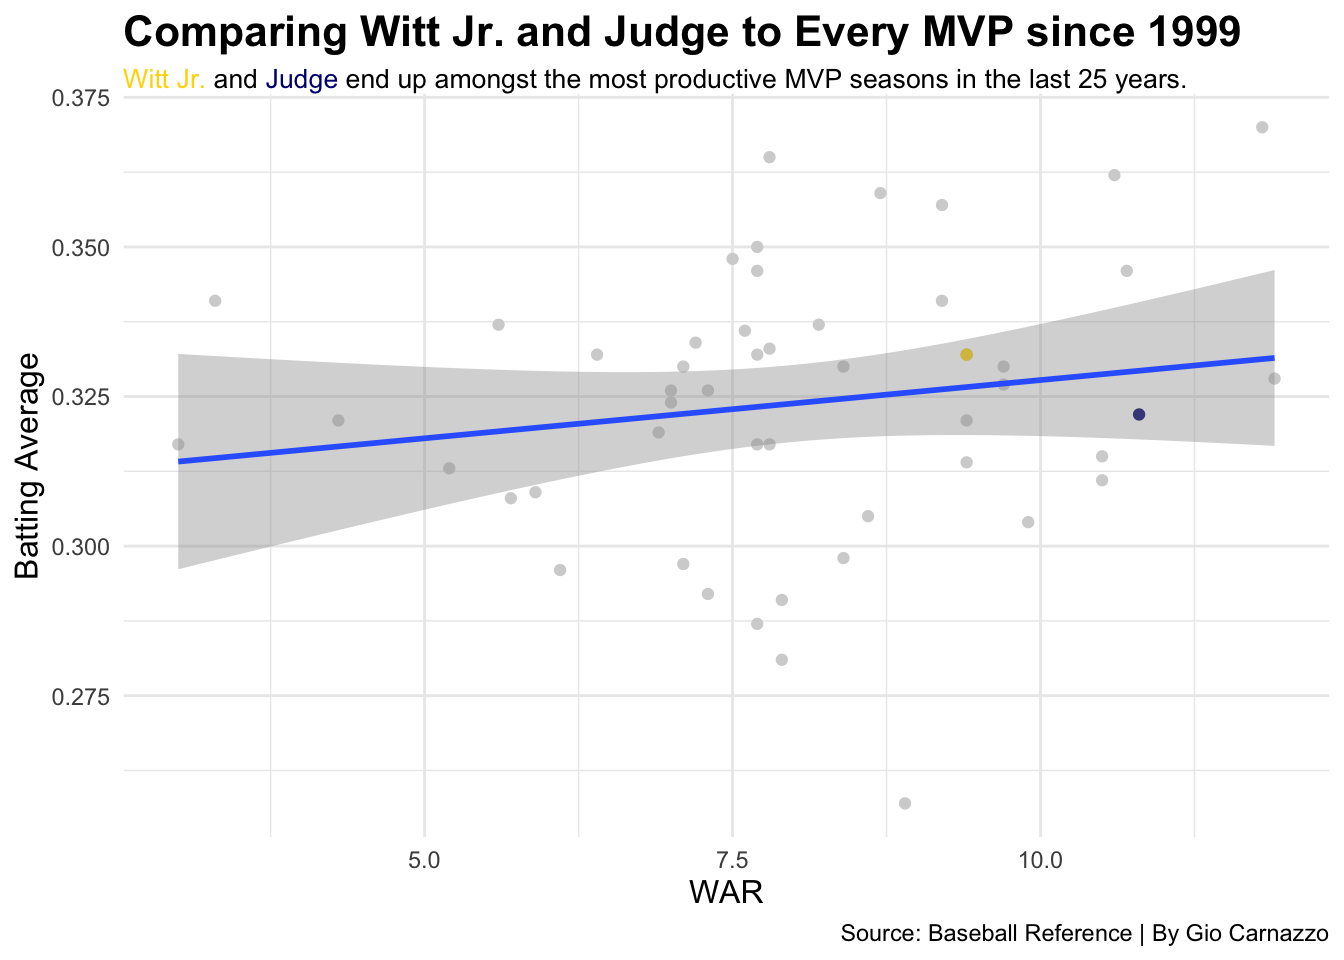 Comparing Witt Jr. and Judge to Every MVP since 1999
Witt Jr. and Judge end up amongst the most productive MVP seasons in the last 25 years.
0.375
0.350
0.325
0.300
0.275
Batting Average
5.0 7.5 10.0
WAR
Source: Baseball Reference | By Gio Carnazzo